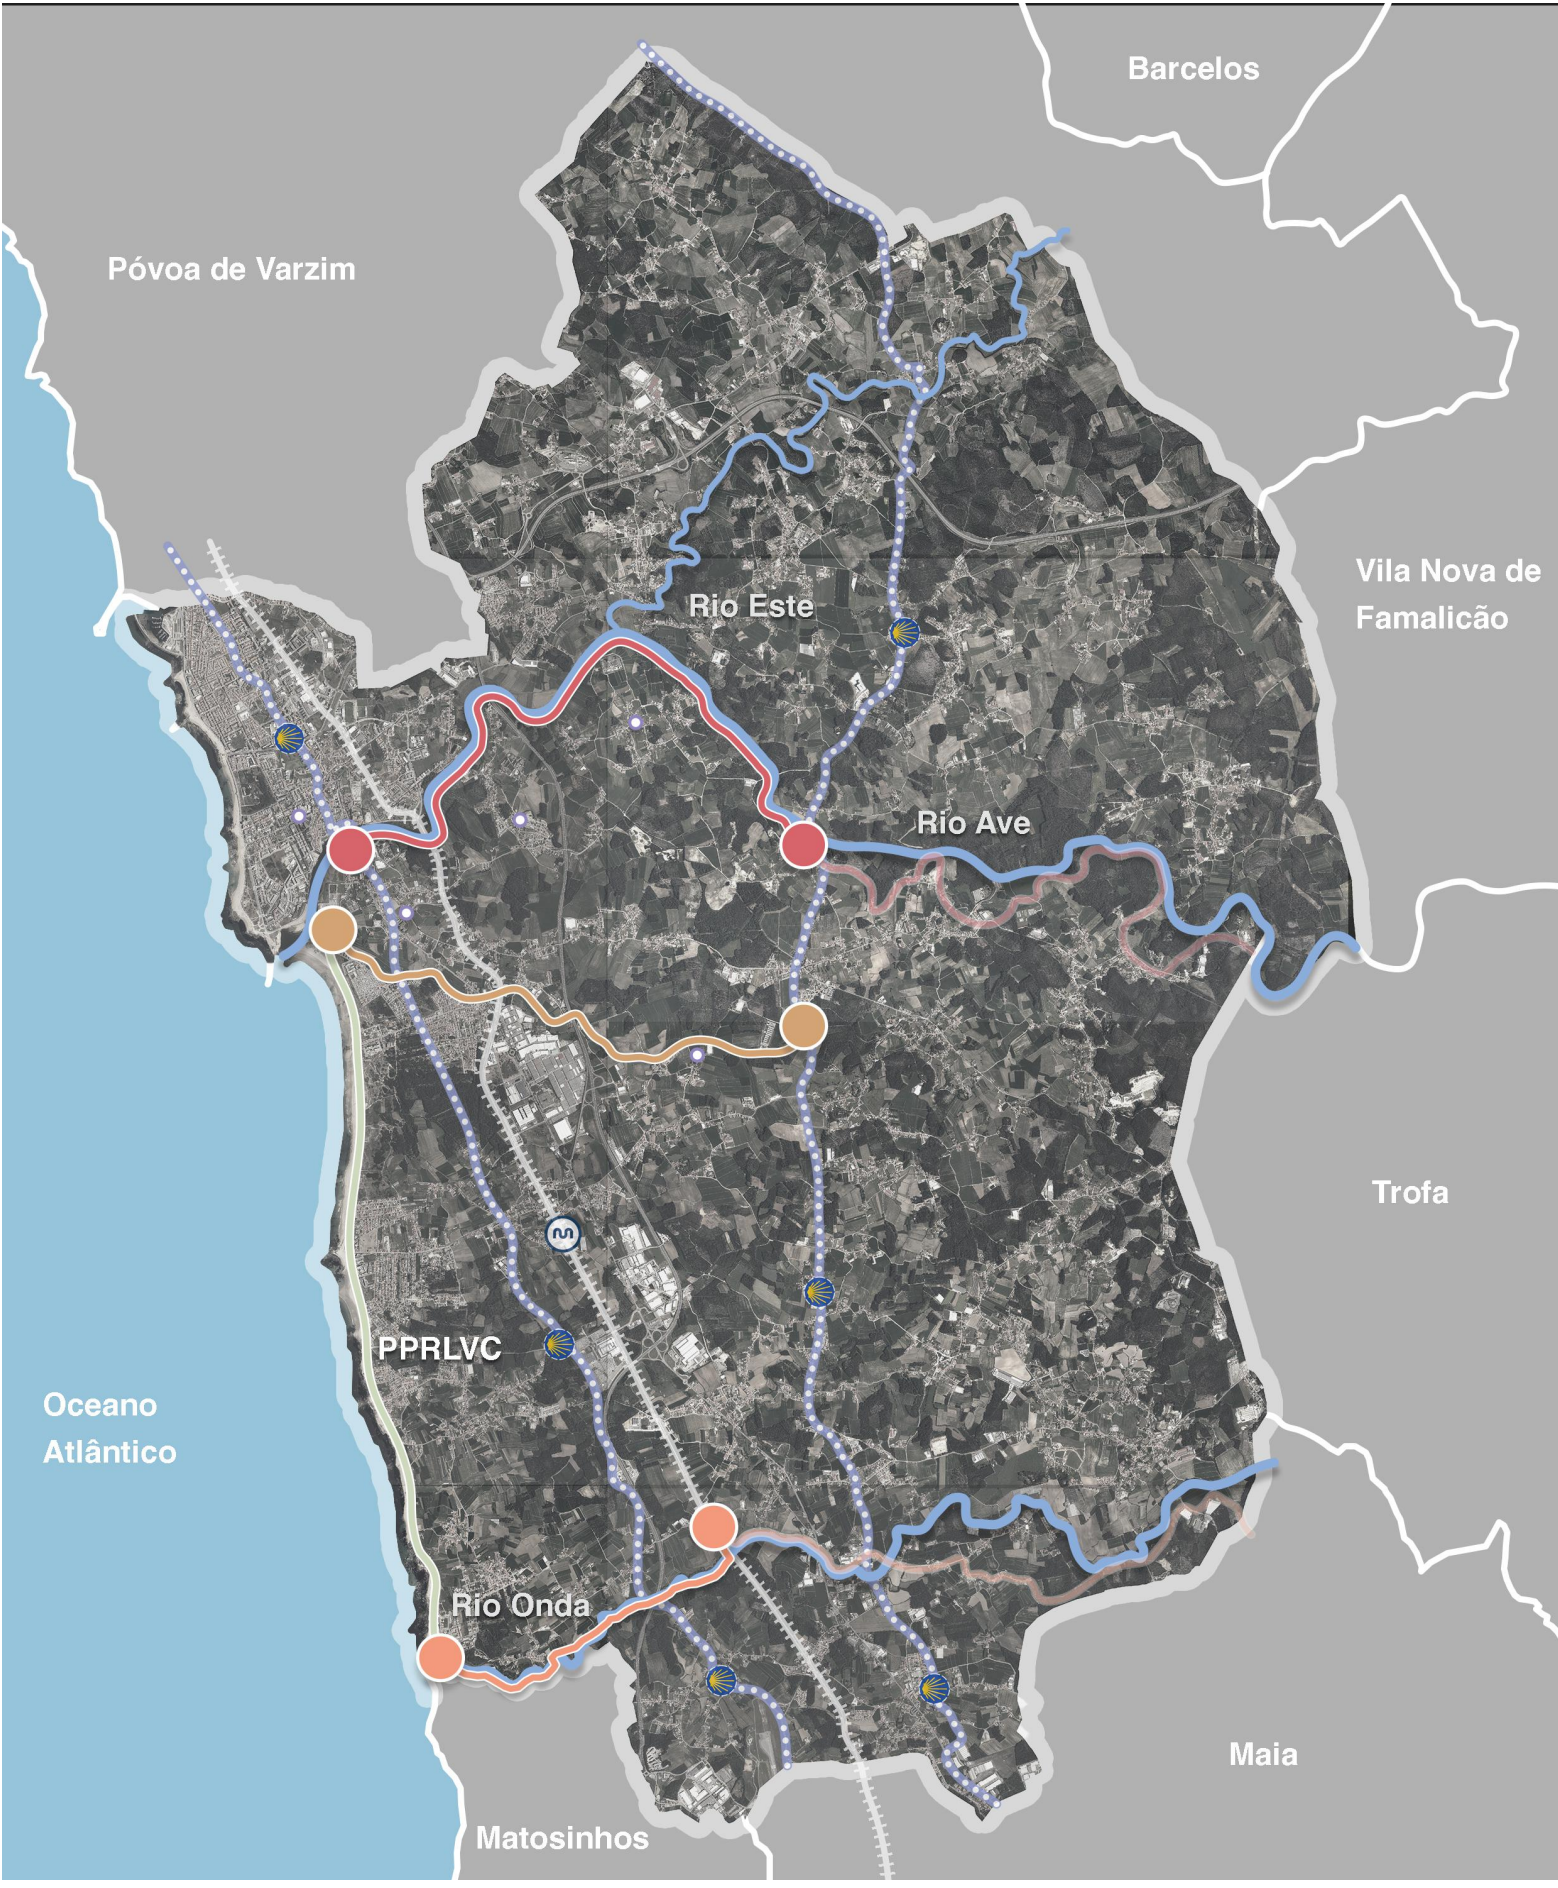 Barcelos
Póvoa de Varzim
Vila Nova de
Famalicão
Rio Este
Rio Ave
Trofa
PPRLVC
Oceano
Atlântico
Rio Onda
Maia
Matosinhos